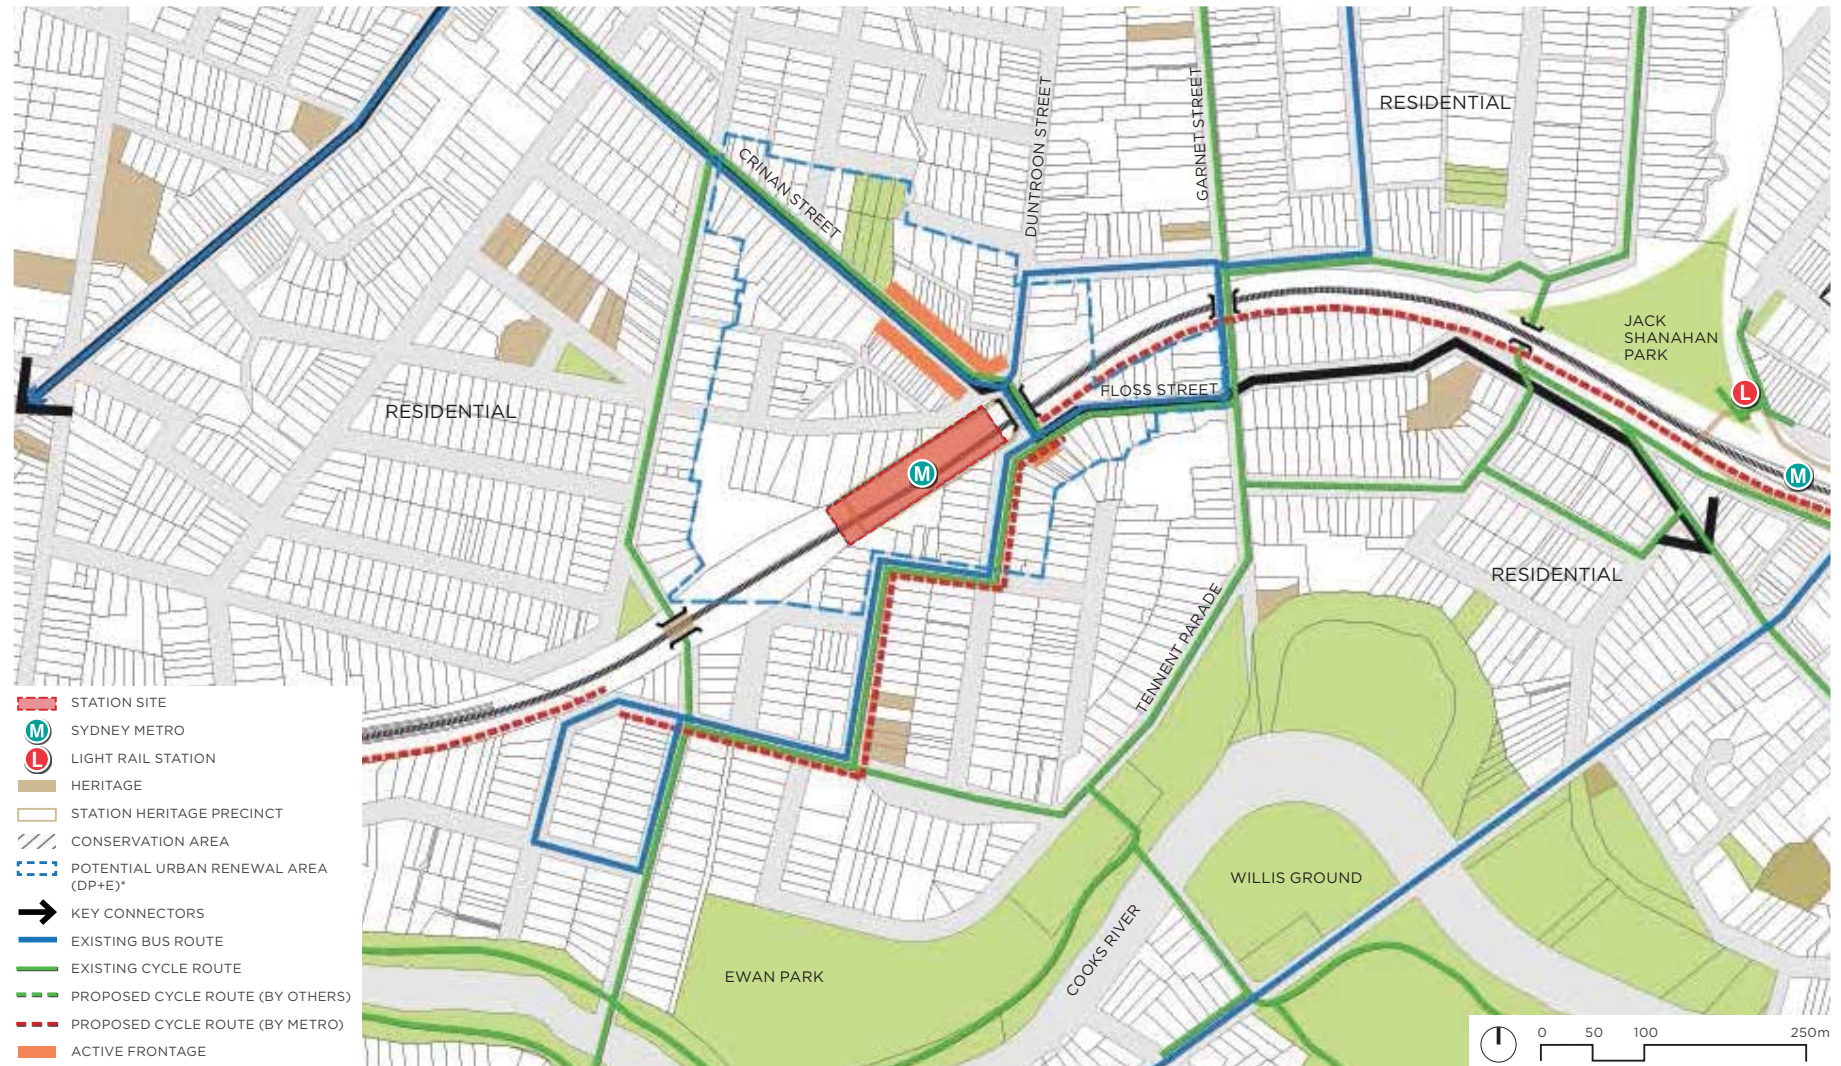 RESIDENTIAL
CRINAN STREET
DUNTROON STREET
GARNET STREET
JACK
SHANAHAN
PARK
L
FLOSS STREET
RESIDENTIAL
M
M
RESIDENTIAL
TENNENT PARADE
WILLIS GROUND
COOKS RIVER
EWAN PARK
STATION SITE
M SYDNEY METRO
L LIGHT RAIL STATION
HERITAGE
STATION HERITAGE PRECINCT
CONSERVATION AREA
POTENTIAL URBAN RENEWAL AREA
(DP+E)*
KEY CONNECTORS
EXISTING BUS ROUTE
EXISTING CYCLE ROUTE
PROPOSED CYCLE ROUTE (BY OTHERS)
PROPOSED CYCLE ROUTE (BY METRO)
ACTIVE FRONTAGE
0 50 100 250m